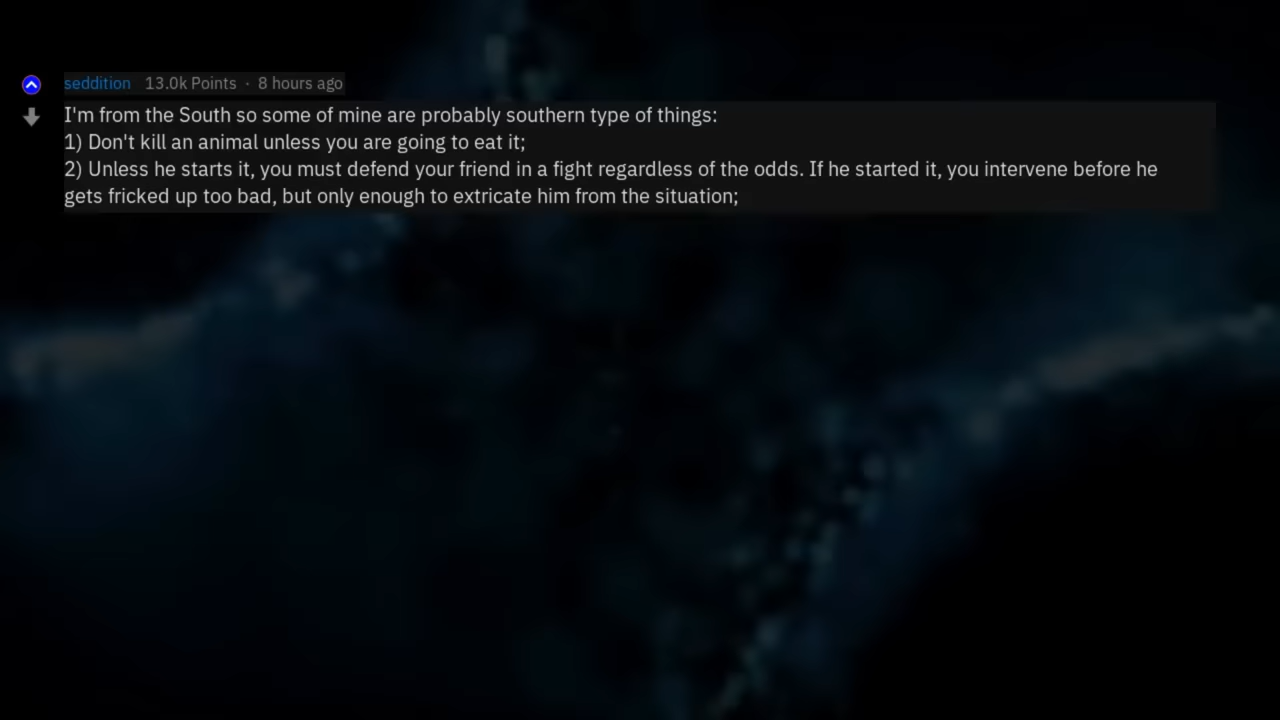 seddition 13.0k Points · 8 hours ago
I'm from the South so some of mine are probably southern type of things:
1) Don't kill an animal unless you are going to eat it;
2) Unless he starts it, you must defend your friend in a fight regardless of the odds. If he started it, you intervene before he
gets fricked up too bad, but only enough to extricate him from the situation;